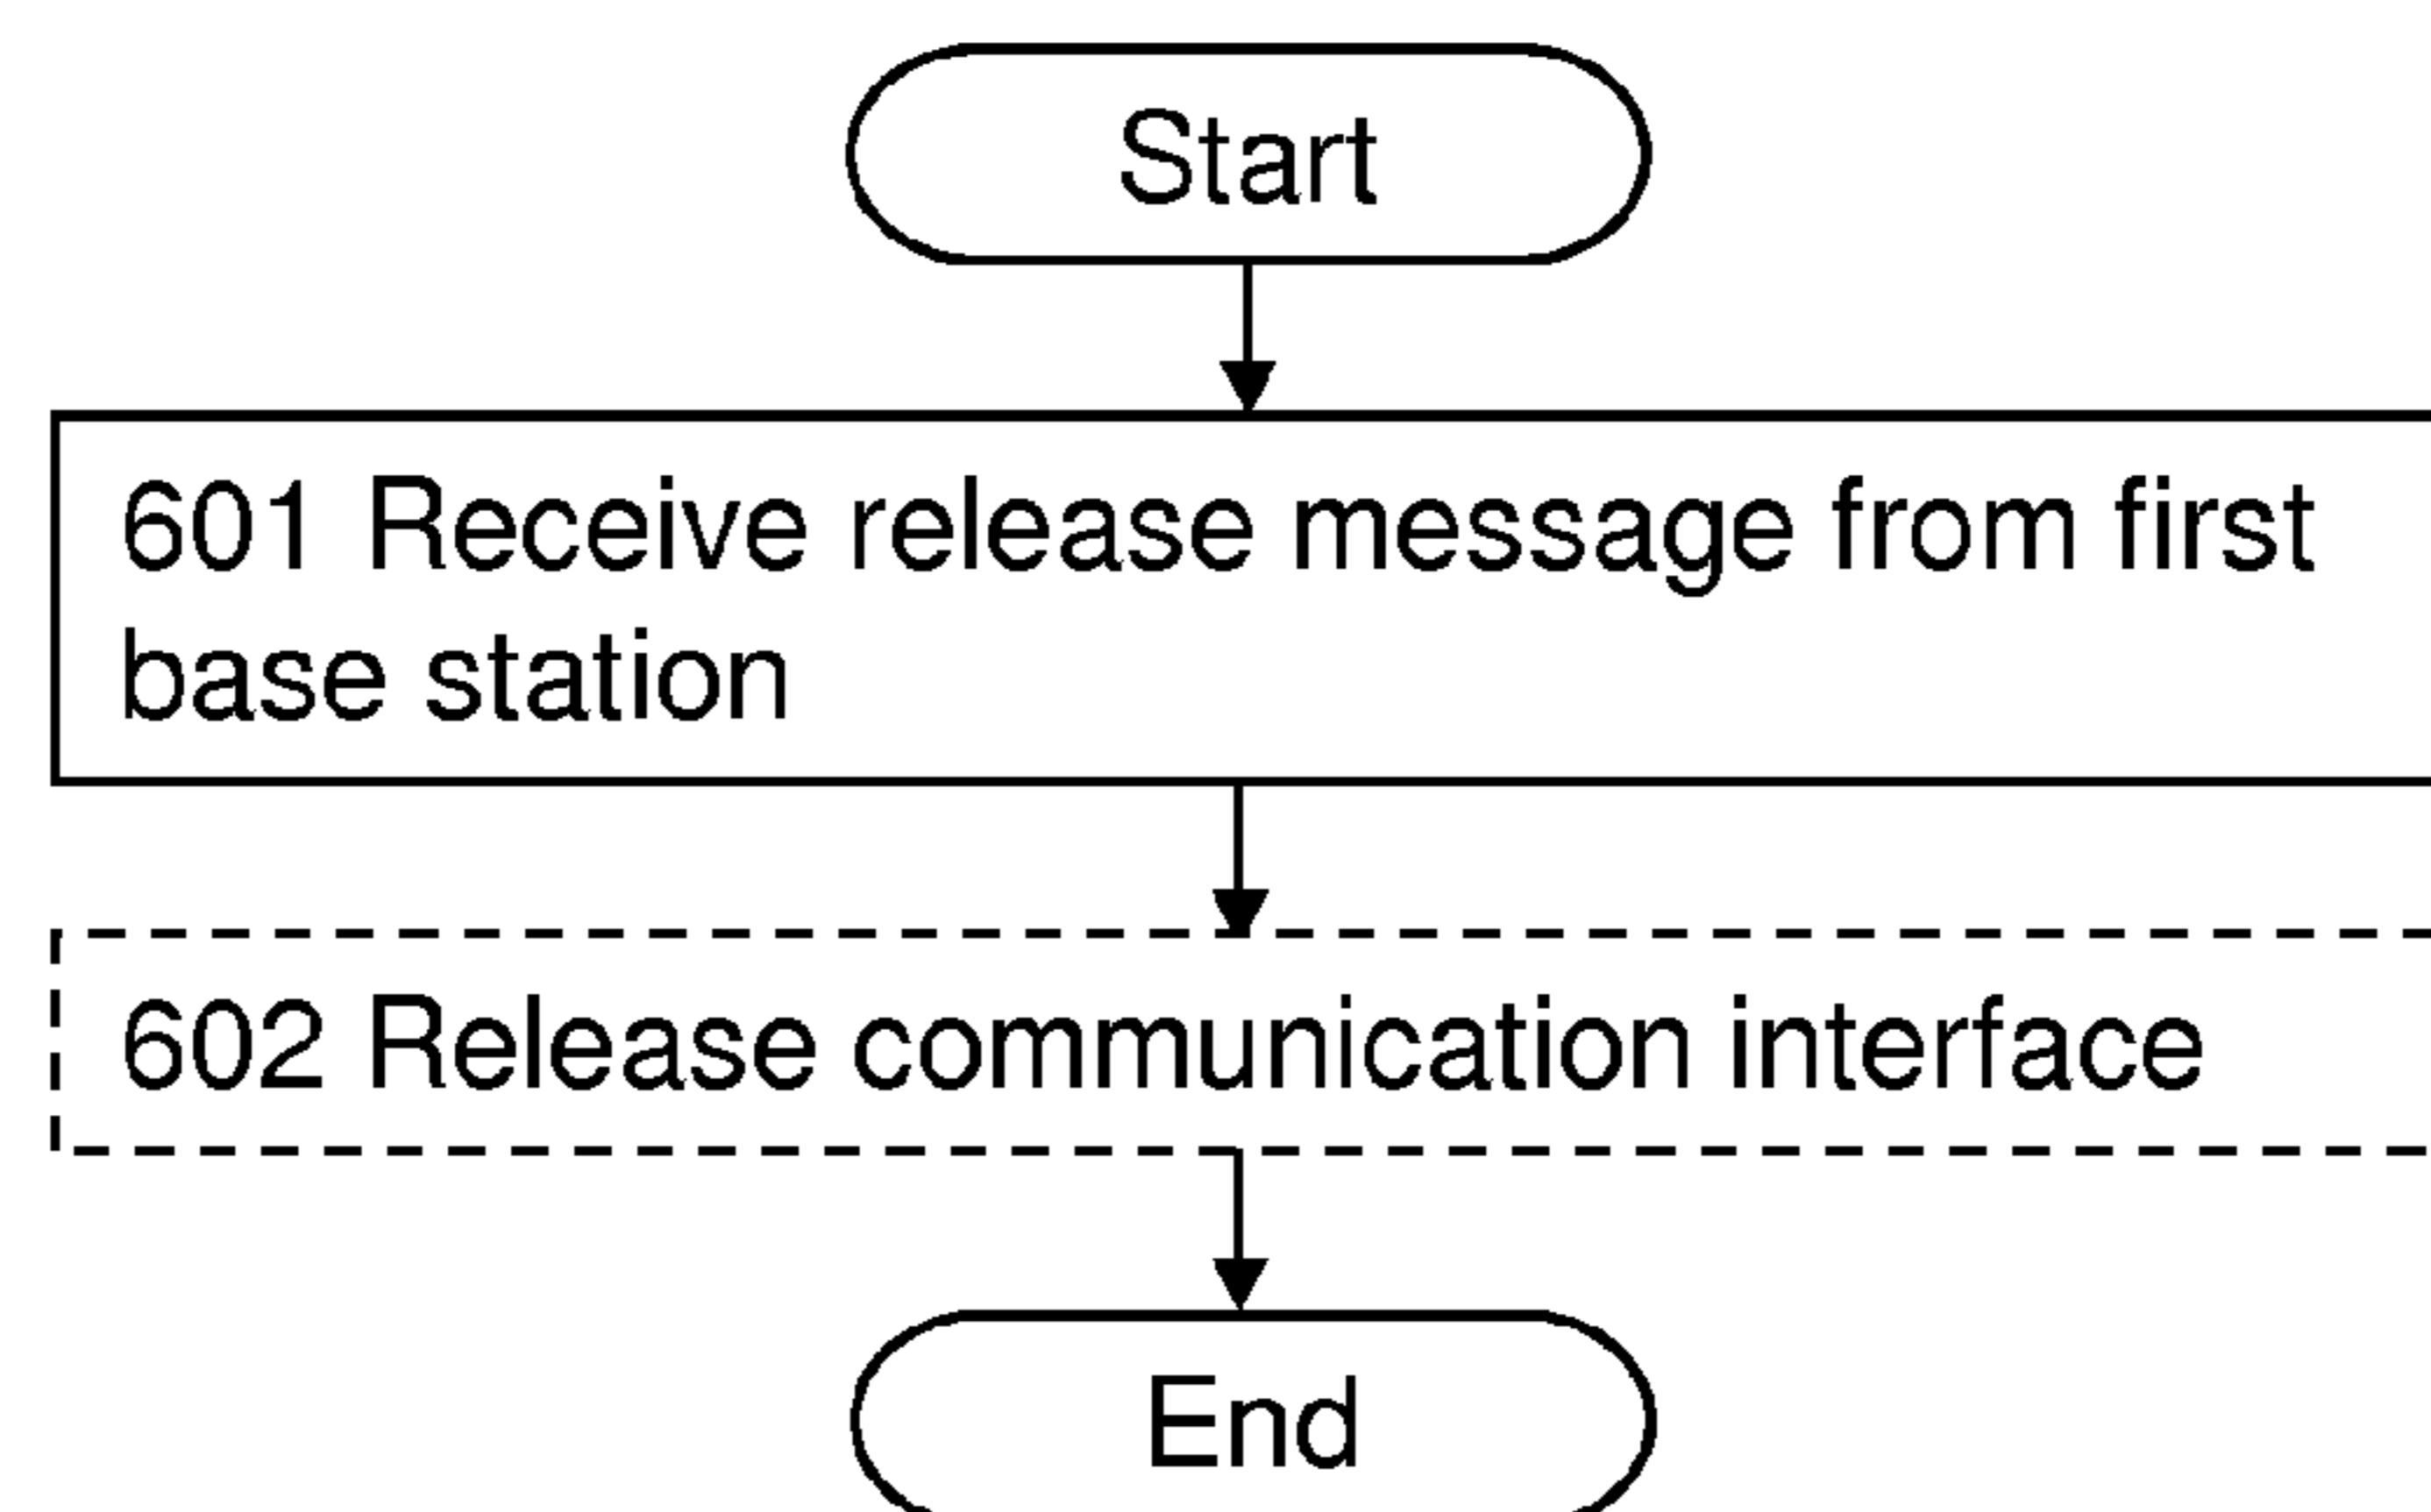 Start
601 Receive release message from first
base station
602 Release communication interface
End